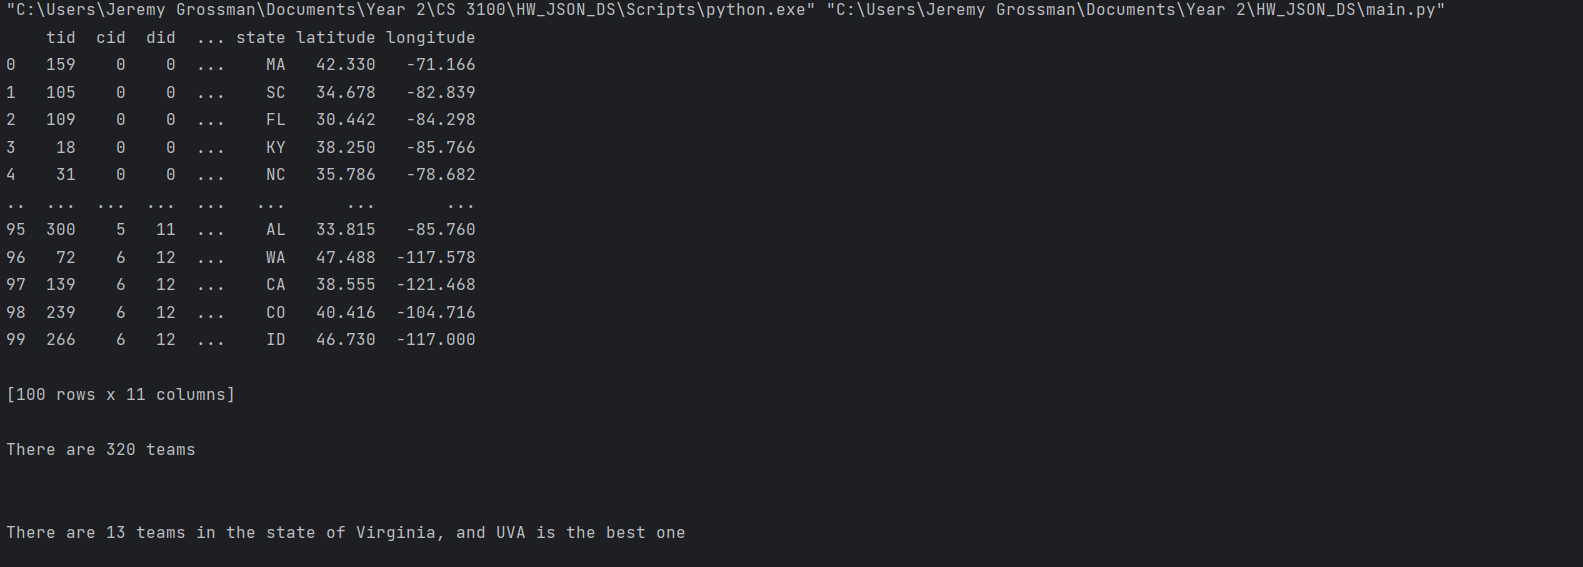 "C:\Users\Jeremy Grossman\Documents\Year 2\CS 3100\HW_JSON_DS\Scripts\python.exe" "C:\Users\Jeremy Grossman\Documents\Year 2\HW_JSON_DS\main.py"
    tid  cid  did  ... state latitude longitude
0   159    0    0  ...    MA   42.330   -71.166
1   105    0    0  ...    SC   34.678   -82.839
2   109    0    0  ...    FL   30.442   -84.298
3    18    0    0  ...    KY   38.250   -85.766
4    31    0    0  ...    NC   35.786   -78.682
..  ...  ...  ...  ...   ...      ...       ...
95  300    5   11  ...    AL   33.815   -85.760
96   72    6   12  ...    WA   47.488  -117.578
97  139    6   12  ...    CA   38.555  -121.468
98  239    6   12  ...    CO   40.416  -104.716
99  266    6   12  ...    ID   46.730  -117.000
[100 rows x 11 columns]
There are 320 teams
There are 13 teams in the state of Virginia, and UVA is the best one